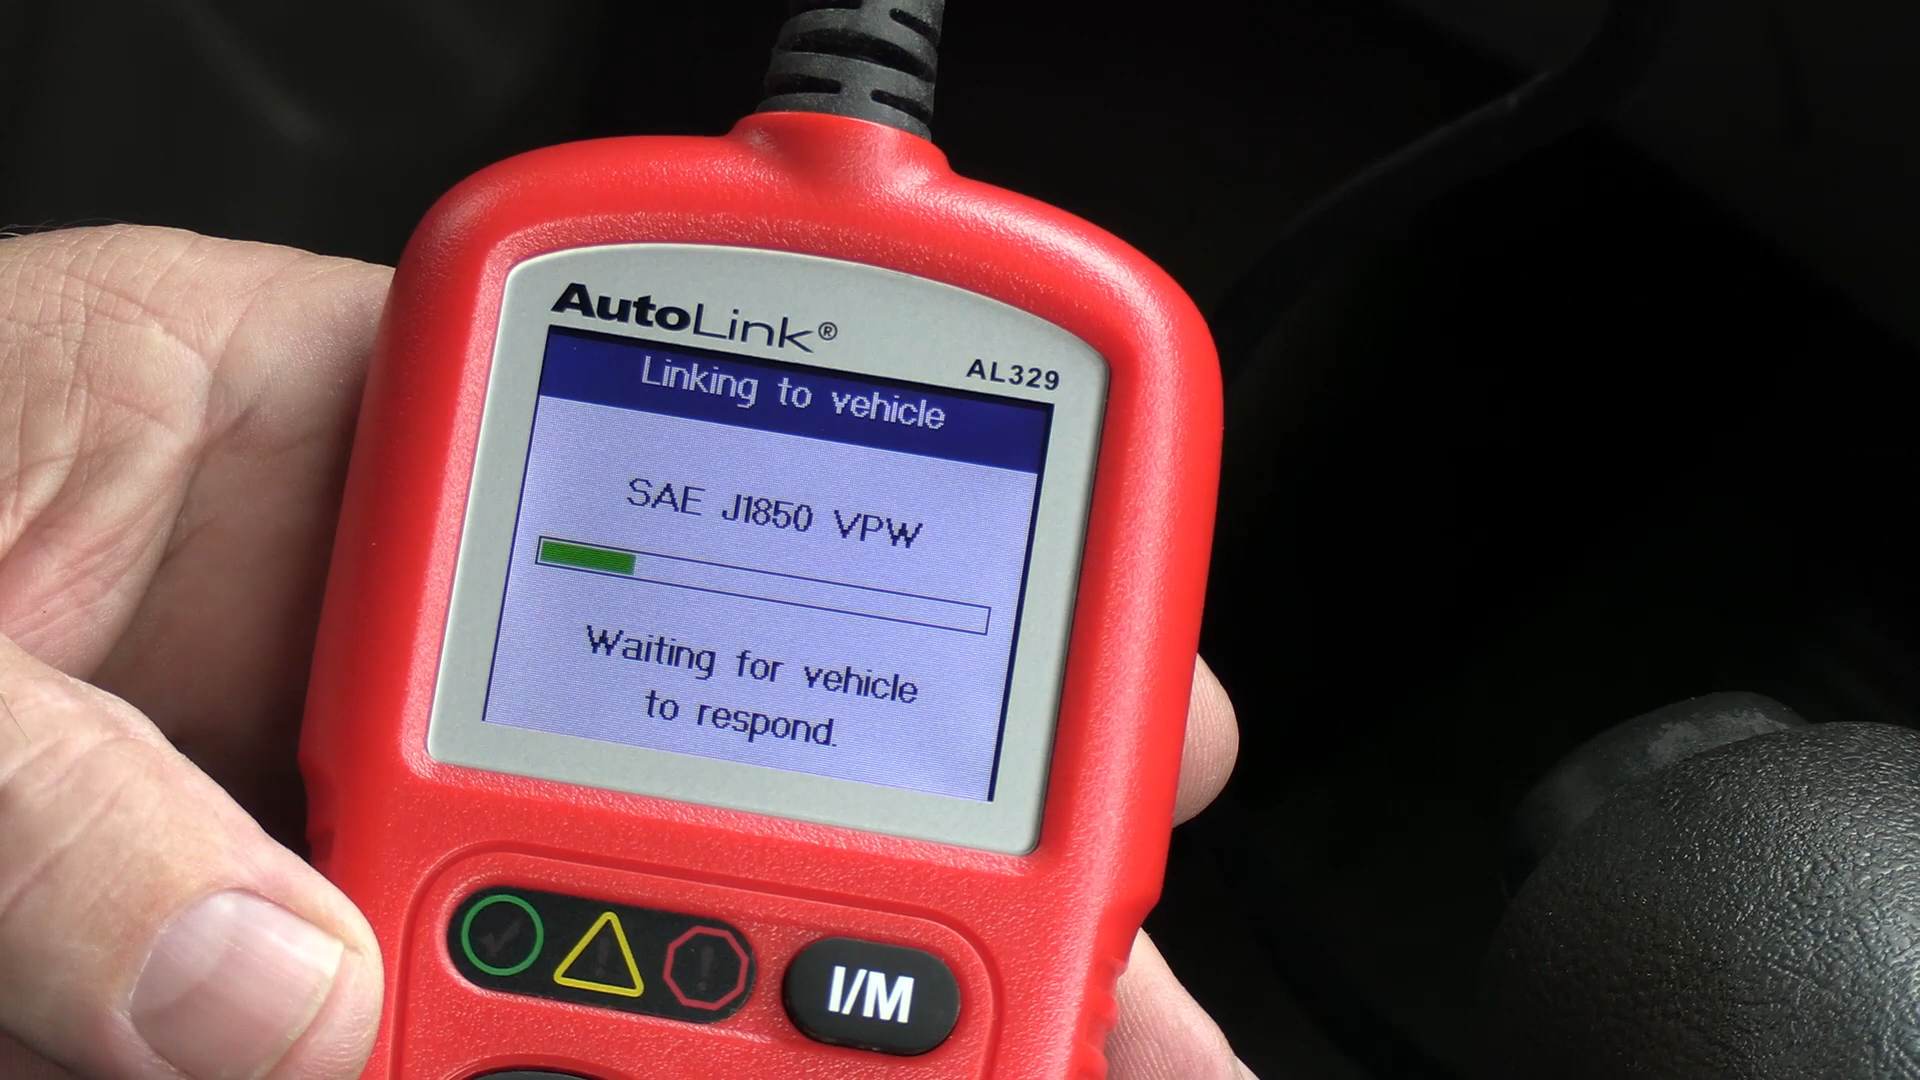 AutoLink®
AL329
Linking to vehicle
SAE J1850 VPW
Waiting for vehicle
to respond.
I/M